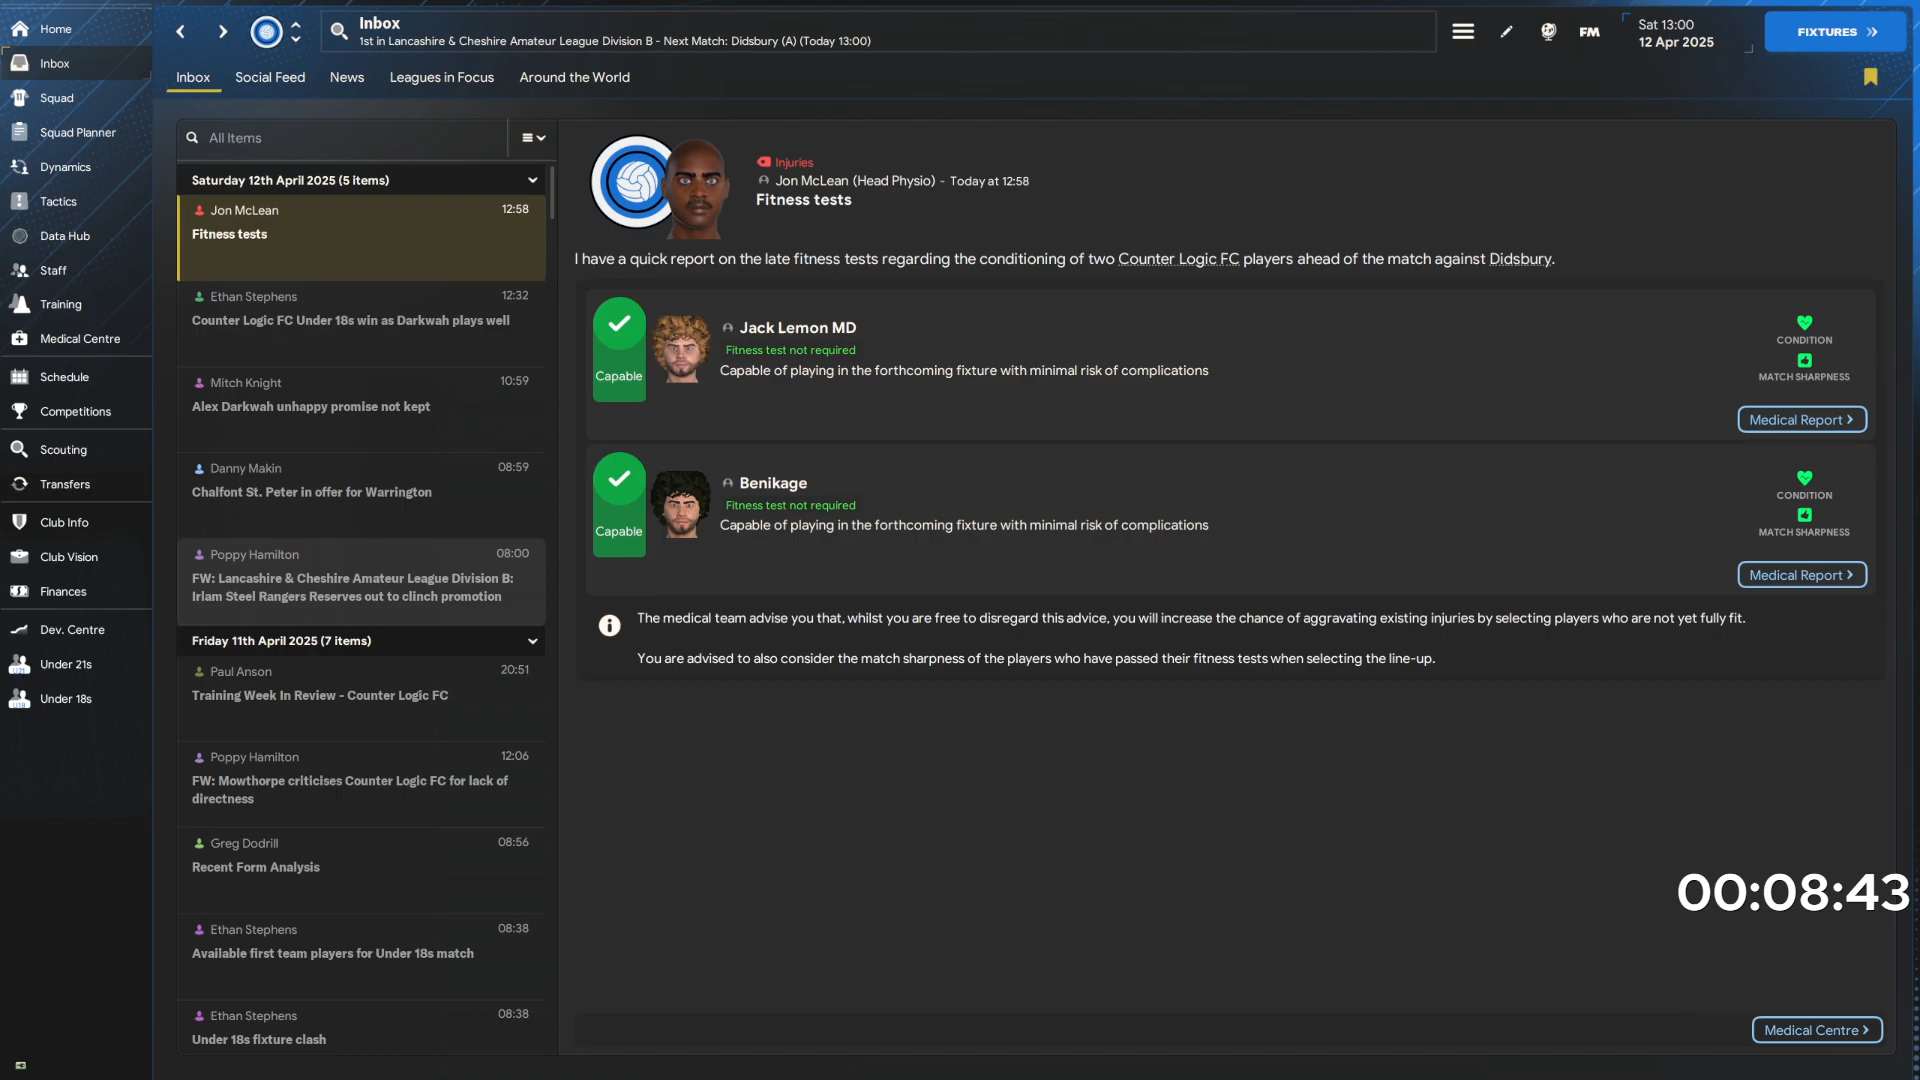 Home
Inbox
Squad
Squad Planner
Dynamics
Tactics
Data Hub
Staff
Training
Medical Centre
Schedule
Competitions
Scouting
Transfers
Club Info
Club Vision
Finances
Dev. Centre
Under 21s
Under 18s
Inbox
1st in Lancashire & Cheshire Amateur League Division B - Next Match: Didsbury (A) (Today 13:00)
FM
Sat 13:00
12 Apr 2025
FIXTURES
Inbox
Social Feed
News
Leagues in Focus
Around the World
All Items
Saturday 12th April 2025 (5 items)
Jon McLean 12:58
Fitness tests
Ethan Stephens 12:32
Counter Logic FC Under 18s win as Darkwah plays well
Mitch Knight 10:59
Alex Darkwah unhappy promise not kept
Danny Makin 08:59
Chalfont St. Peter in offer for Warrington
Poppy Hamilton 08:00
FW: Lancashire & Cheshire Amateur League Division B:
Irlam Steel Rangers Reserves out to clinch promotion
Friday 11th April 2025 (7 items)
Paul Anson 20:51
Training Week In Review - Counter Logic FC
Poppy Hamilton 12:06
FW: Mowthorpe criticises Counter Logic FC for lack of
directness
Greg Dodrill 08:56
Recent Form Analysis
Ethan Stephens 08:38
Available first team players for Under 18s match
Ethan Stephens 08:38
Under 18s fixture clash
Injuries
Jon McLean (Head Physio) - Today at 12:58
Fitness tests
I have a quick report on the late fitness tests regarding the conditioning of two Counter Logic FC players ahead of the match against Didsbury.
Capable
Jack Lemon MD
Fitness test not required
Capable of playing in the forthcoming fixture with minimal risk of complications
CONDITION
MATCH SHARPNESS
Medical Report
Capable
Benikage
Fitness test not required
Capable of playing in the forthcoming fixture with minimal risk of complications
CONDITION
MATCH SHARPNESS
Medical Report
The medical team advise you that, whilst you are free to disregard this advice, you will increase the chance of aggravating existing injuries by selecting players who are not yet fully fit.
You are advised to also consider the match sharpness of the players who have passed their fitness tests when selecting the line-up.
00:08:43
Medical Centre